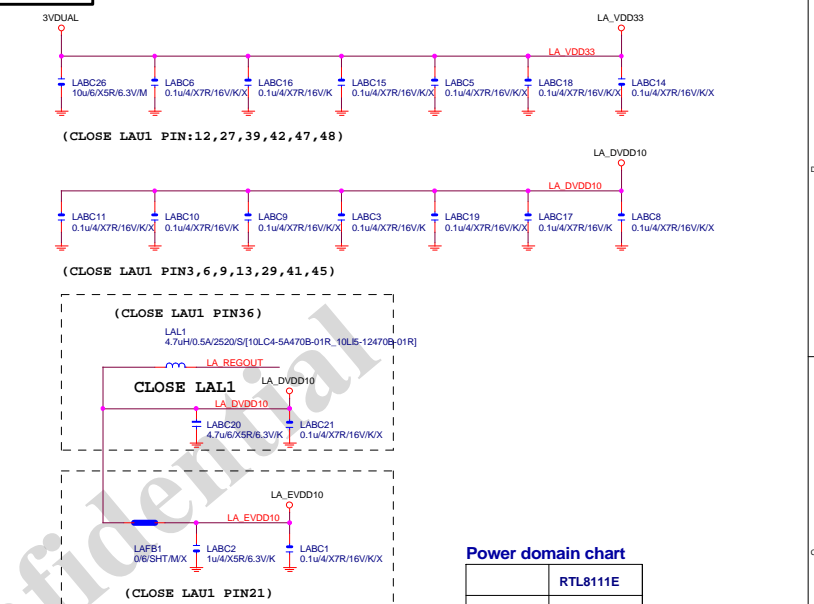 3VDUAL
LA_VDD33
LA_VDD33
LABC26
10u/6/X5R/6.3V/M
LABC6
0.1u/4/X7R/16V/K/X
LABC16
0.1u/4/X7R/16V/K
LABC15
0.1u/4/X7R/16V/K/X
LABC5
0.1u/4/X7R/16V/K/X
LABC18
0.1u/4/X7R/16V/K/X
LABC14
0.1u/4/X7R/16V/K/X
(CLOSE LAU1 PIN:12,27,39,42,47,48)
LA_DVDD10
LA_DVDD10
LABC11
0.1u/4/X7R/16V/K/X
LABC10
0.1u/4/X7R/16V/K
LABC9
0.1u/4/X7R/16V/K/X
LABC3
0.1u/4/X7R/16V/K
LABC19
0.1u/4/X7R/16V/K/X
LABC17
0.1u/4/X7R/16V/K
LABC8
0.1u/4/X7R/16V/K/X
(CLOSE LAU1 PIN3,6,9,13,29,41,45)
(CLOSE LAU1 PIN36)
LAL1
4.7uH/0.5A/2520/S/[10LC4-5A470B-01R_10LI5-12470B-01R]
LA_REGOUT
CLOSE LAL1
LA_DVDD10
LA_DVDD10
LABC20
4.7u/6/X5R/6.3V/K
LABC21
0.1u/4/X7R/16V/K/X
LA_EVDD10
LA_EVDD10
LAFB1
0/6/SHT/M/X
LABC2
1u/4/X5R/6.3V/K
LABC1
0.1u/4/X7R/16V/K/X
(CLOSE LAU1 PIN21)
Power domain chart
RTL8111E
D
C